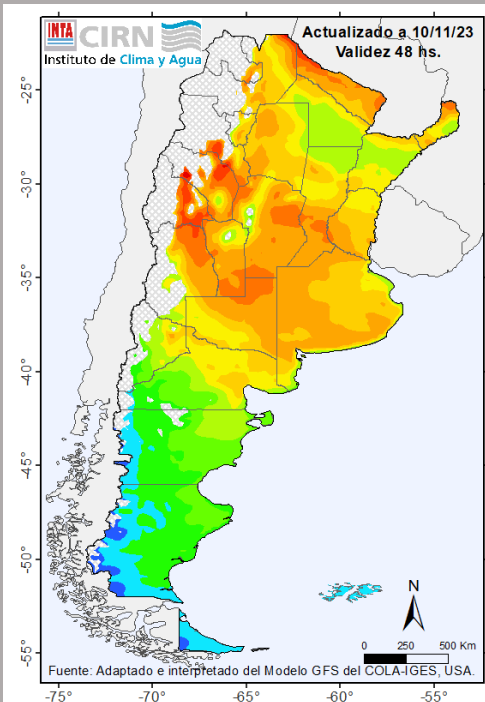 INTA CIRN
Instituto de Clima y Agua
Actualizado a 10/11/23
Validez 48 hs.
-25°
-30°
-35°
-40°
-45°
-50°
-55°
N
0 250 500 Km
Fuente: Adaptado e interpretado del Modelo GFS del COLA-IGES, USA.
-75° -70° -65° -60° -55°